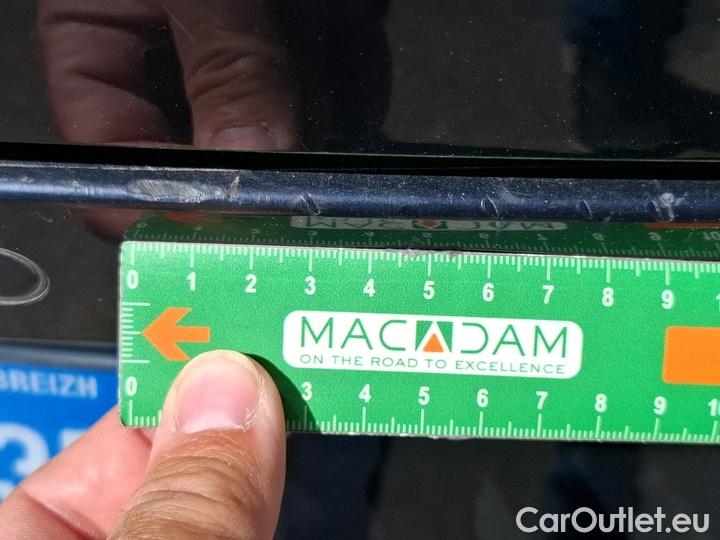 0 1 2 3 4 5 6 7 8 9
MACADAM
ON THE ROAD TO EXCELLENCE
0 3 4 5 6 7 8 9 10
BREIZH
35
CarOutlet.eu